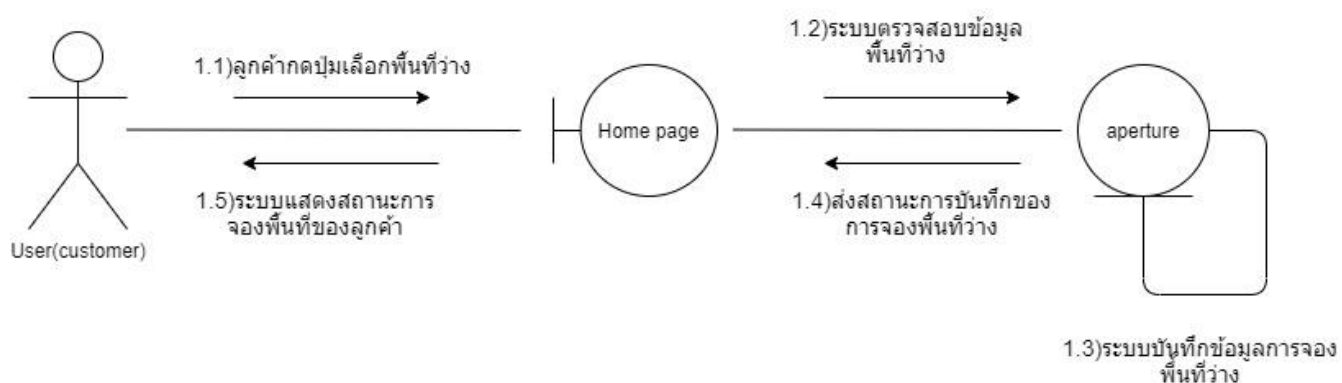 1.1)ลูกค้ากดปุ่มเลือกพื้นที่ว่าง
1.2)ระบบตรวจสอบข้อมูล
พื้นที่ว่าง
Home page
aperture
1.5)ระบบแสดงสถานะการ
จองพื้นที่ของลูกค้า
1.4)ส่งสถานะการบันทึกของ
การจองพื้นที่ว่าง
User(customer)
1.3)ระบบบันทึกข้อมูลการจอง
พื้นที่ว่าง